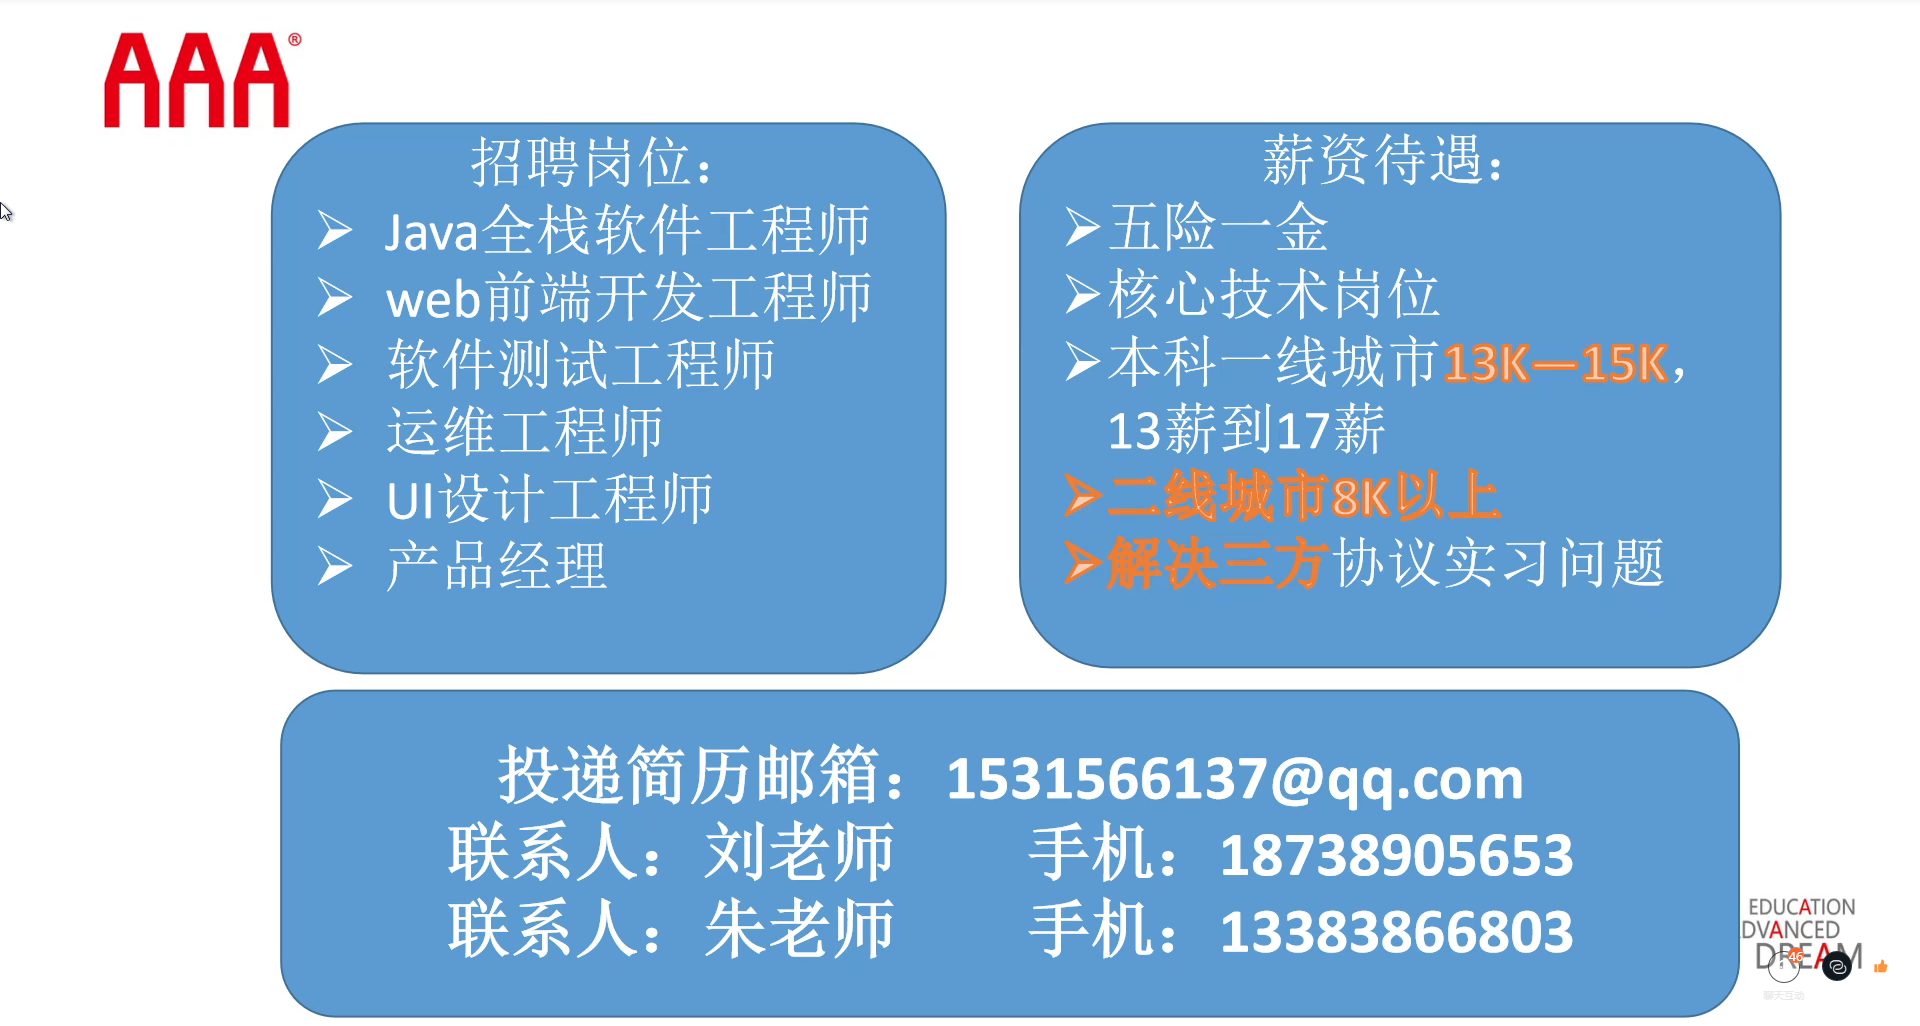 AAA®
招聘岗位：
➢ Java全栈软件工程师
➢ web前端开发工程师
➢ 软件测试工程师
➢ 运维工程师
➢ UI设计工程师
➢ 产品经理
薪资待遇：
➢五险一金
➢核心技术岗位
➢本科一线城市13K—15K，
13薪到17薪
➢二线城市8K以上
➢解决三方协议实习问题
投递简历邮箱：1531566137@qq.com
联系人：刘老师 手机：18738905653
联系人：朱老师 手机：13383866803
EDUCATION
DVANCED
DREAM
46
聊天互动